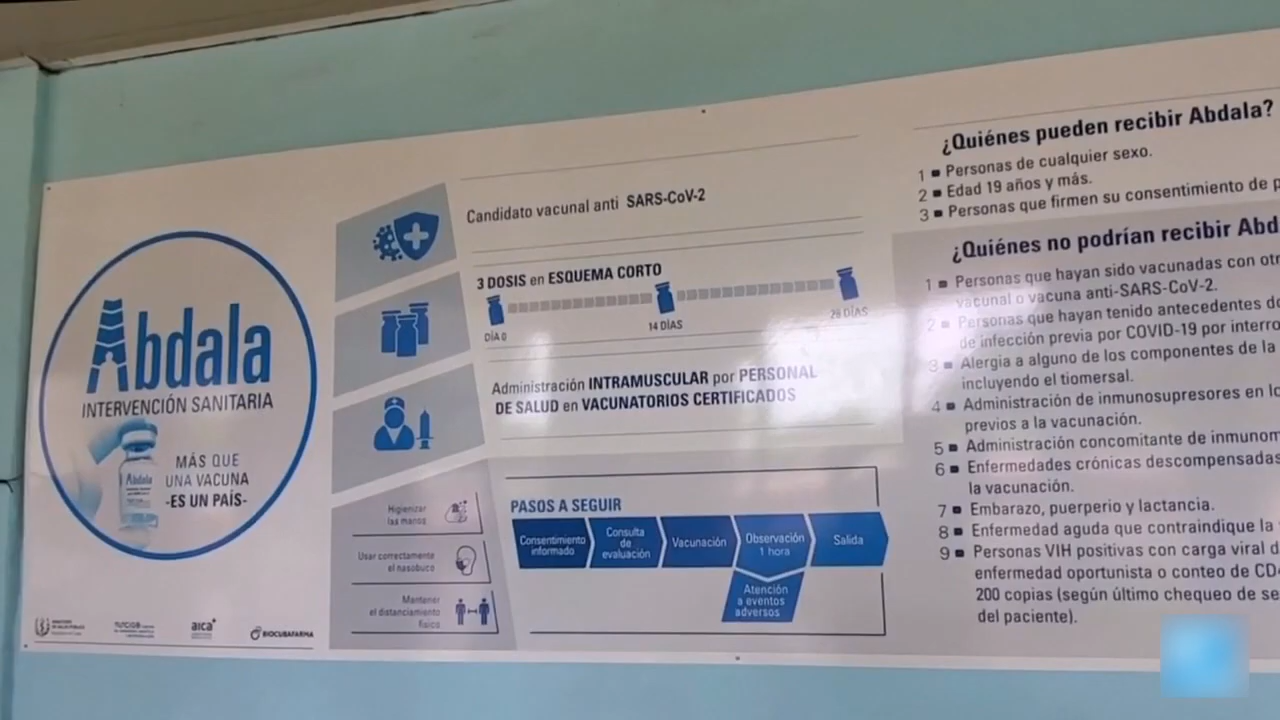 Abdala
INTERVENCIÓN SANITARIA
MÁS QUE
UNA VACUNA
-ES UN PAÍS-
Abdala
aica
BIOCUBAFARMA
Candidato vacunal anti SARS-CoV-2
3 DOSIS en ESQUEMA CORTO
DÍA 0
14 DÍAS
28 DÍAS
Administración INTRAMUSCULAR por PERSONAL
DE SALUD en VACUNATORIOS CERTIFICADOS
Higienizar
las manos
Usar correctamente
el nasobuco
Mantener
el distanciamiento
físico
PASOS A SEGUIR
Consentimiento
informado
Consulta
de
evaluación
Vacunación
Observación
1 hora
Salida
Atención
a eventos
adversos
¿Quiénes pueden recibir Abdala?
1 Personas de cualquier sexo.
2 Edad 19 años y más.
3 Personas que firmen su consentimiento de p
¿Quiénes no podrían recibir Abd
1 Personas que hayan sido vacunadas con otr
vacunal o vacuna anti-SARS-CoV-2.
2 Personas que hayan tenido antecedentes d
de infección previa por COVID-19 por interro
3 Alergia a alguno de los componentes de la
incluyendo el tiomersal.
4 Administración de inmunosupresores en lo
previos a la vacunación.
5 Administración concomitante de inmunom
6 Enfermedades crónicas descompensadas
la vacunación.
7 Embarazo, puerperio y lactancia.
8 Enfermedad aguda que contraindique la
9 Personas VIH positivas con carga viral d
enfermedad oportunista o conteo de CD4
200 copias (según último chequeo de se
del paciente).